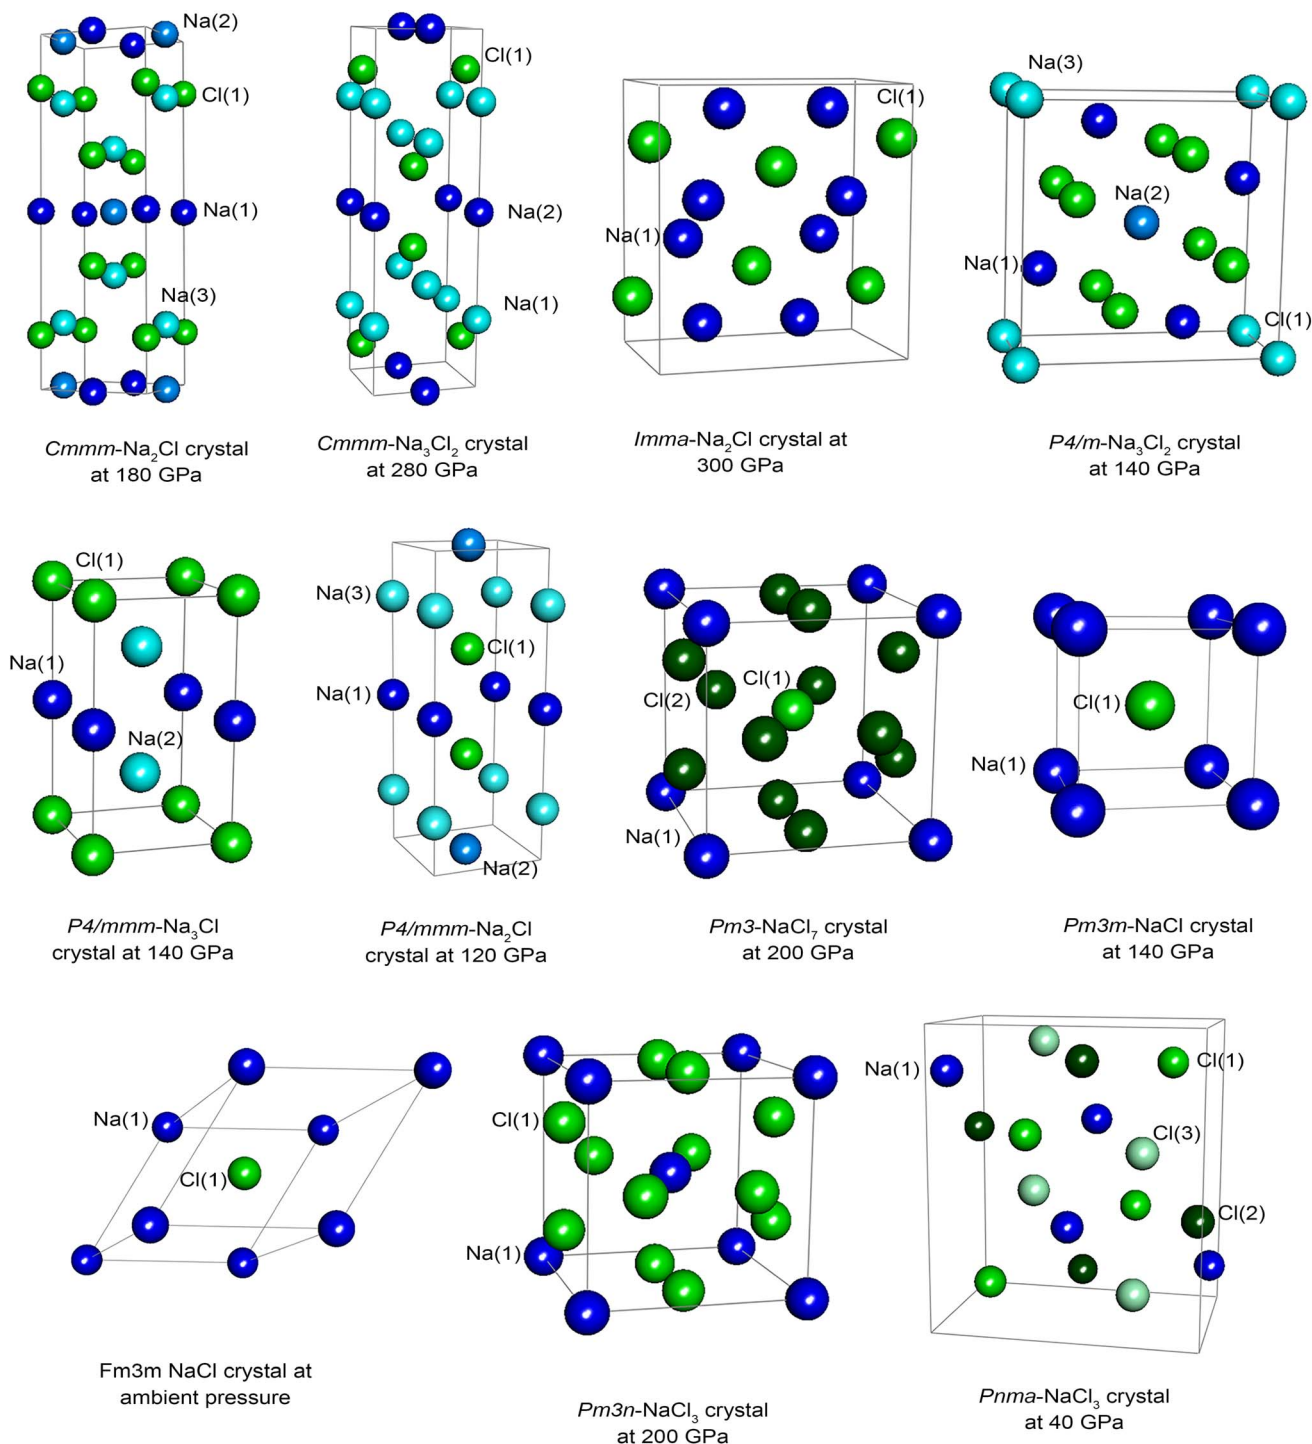 Na(2)
Cl(1)
Na(1)
Na(3)
Cmmm-Na₂Cl crystal
at 180 GPa
Cl(1)
Na(2)
Na(1)
Cmmm-Na₃Cl₂ crystal
at 280 GPa
Cl(1)
Na(1)
Imma-Na₂Cl crystal at
300 GPa
Na(3)
Na(2)
Na(1)
Cl(1)
P4/m-Na₃Cl₂ crystal
at 140 GPa
Cl(1)
Na(1)
Na(2)
P4/mmm-Na₃Cl
crystal at 140 GPa
Na(3)
Cl(1)
Na(1)
Na(2)
P4/mmm-Na₂Cl
crystal at 120 GPa
Cl(1)
Cl(2)
Na(1)
Pm3-NaCl₇ crystal
at 200 GPa
Cl(1)
Na(1)
Pm3m-NaCl crystal
at 140 GPa
Na(1)
Cl(1)
Fm3m NaCl crystal at
ambient pressure
Cl(1)
Na(1)
Pm3n-NaCl₃ crystal
at 200 GPa
Na(1)
Cl(1)
Cl(3)
Cl(2)
Pnma-NaCl₃ crystal
at 40 GPa